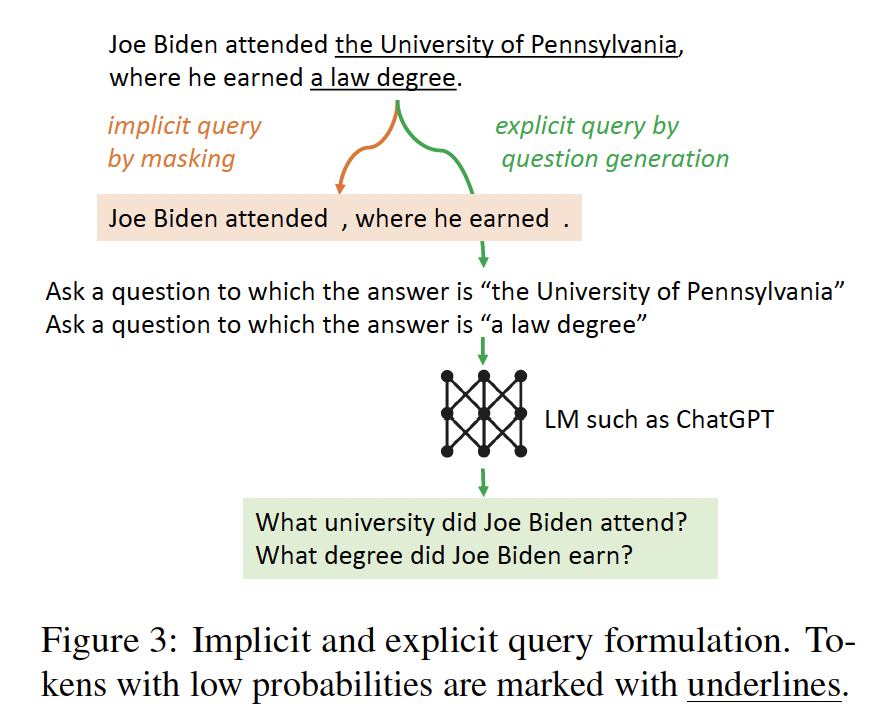 Joe Biden attended the University of Pennsylvania,
where he earned a law degree.
implicit query
by masking
explicit query by
question generation
Joe Biden attended  , where he earned  .
Ask a question to which the answer is “the University of Pennsylvania”
Ask a question to which the answer is “a law degree”
LM such as ChatGPT
What university did Joe Biden attend?
What degree did Joe Biden earn?
Figure 3: Implicit and explicit query formulation. To-
kens with low probabilities are marked with underlines.